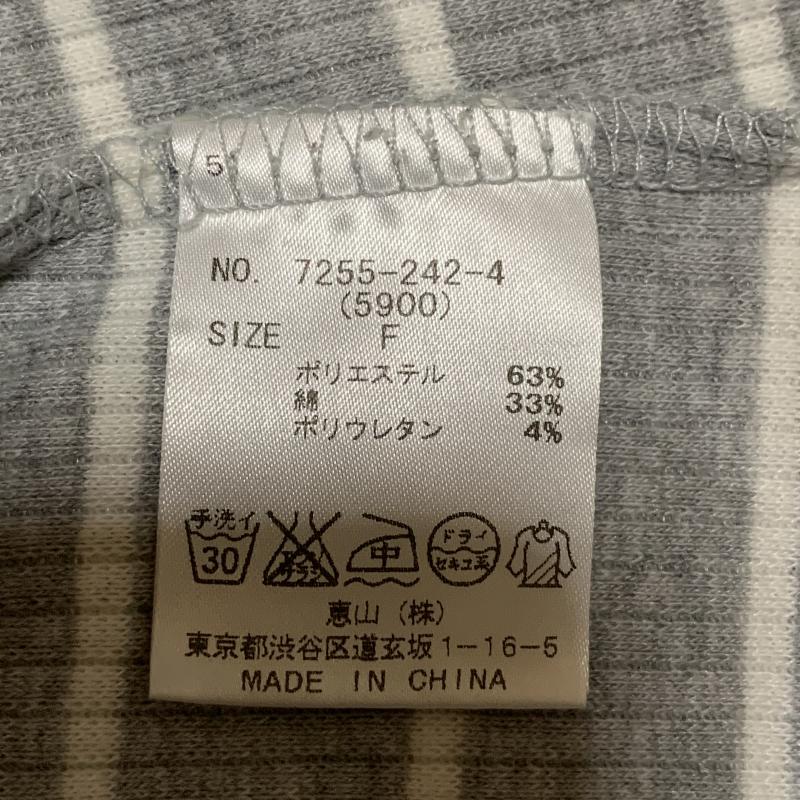 5
NO. 7255-242-4
(5900)
SIZE F
ポリエステル 63%
綿 33%
ポリウレタン 4%
手洗イ 30 中 ドライ セキユ系
恵山(株)
東京都渋谷区道玄坂1-16-5
MADE IN CHINA